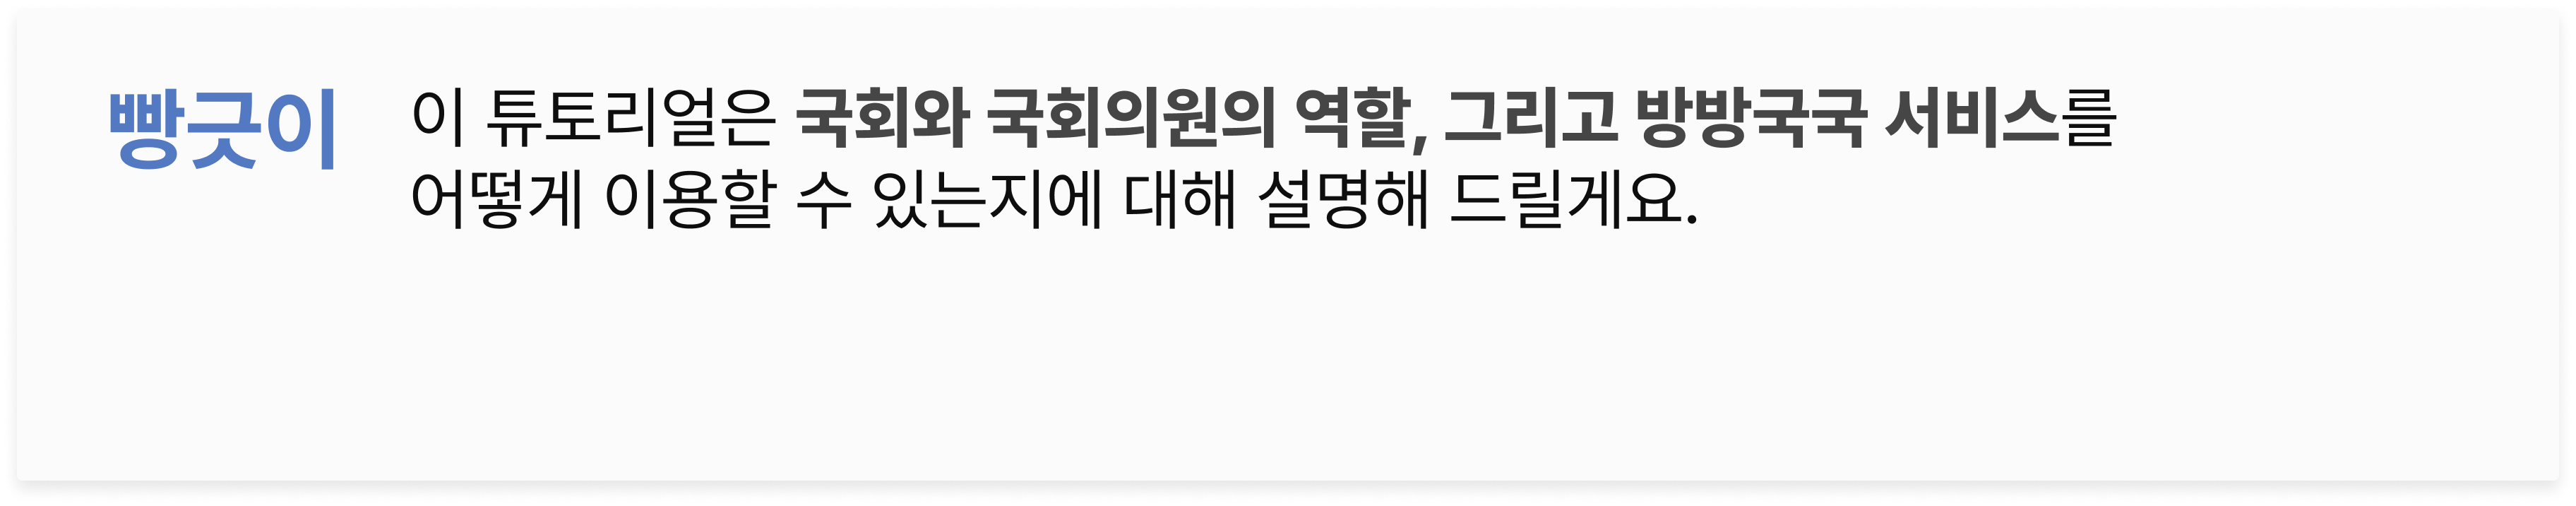 빵긋이
이 튜토리얼은 국회와 국회의원의 역할, 그리고 방방국국 서비스를
어떻게 이용할 수 있는지에 대해 설명해 드릴게요.